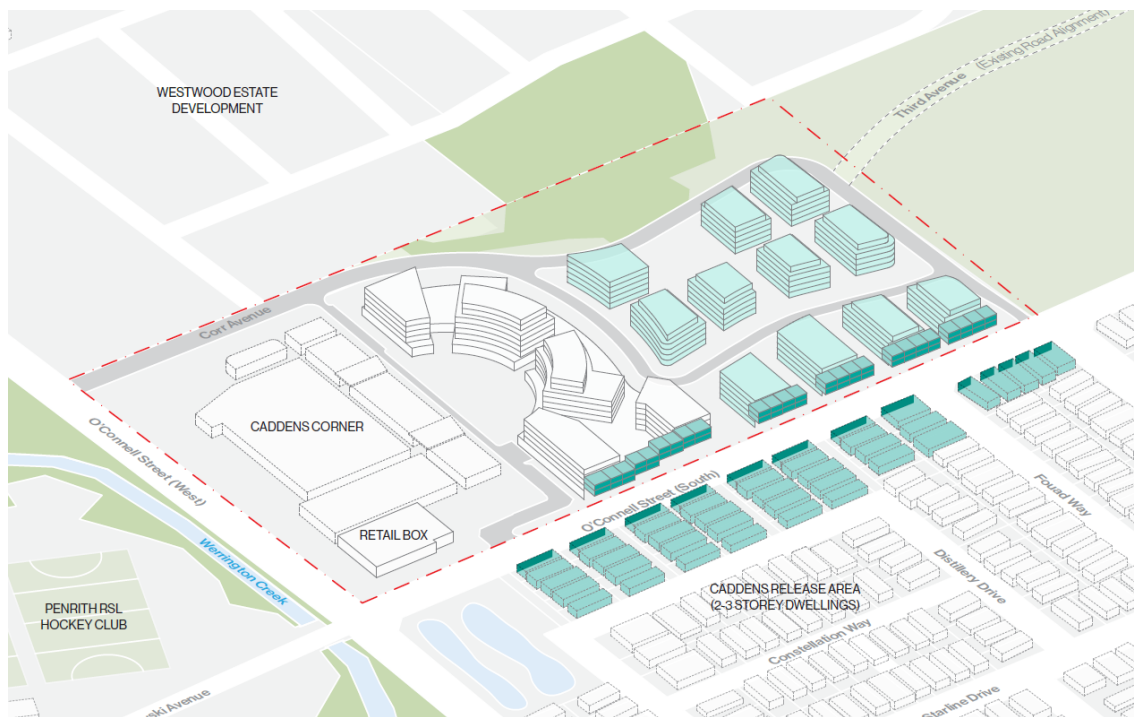 WESTWOOD ESTATE
DEVELOPMENT
Third Avenue
(Existing Road Alignment)
Corr Avenue
CADDENS CORNER
O'Connell Street (West)
RETAIL BOX
O'Connell Street (South)
Werrington Creek
Fouad Way
PENRITH RSL
HOCKEY CLUB
CADDENS RELEASE AREA
(2-3 STOREY DWELLINGS)
Distillery Drive
Constellation Way
ski Avenue
Starline Drive